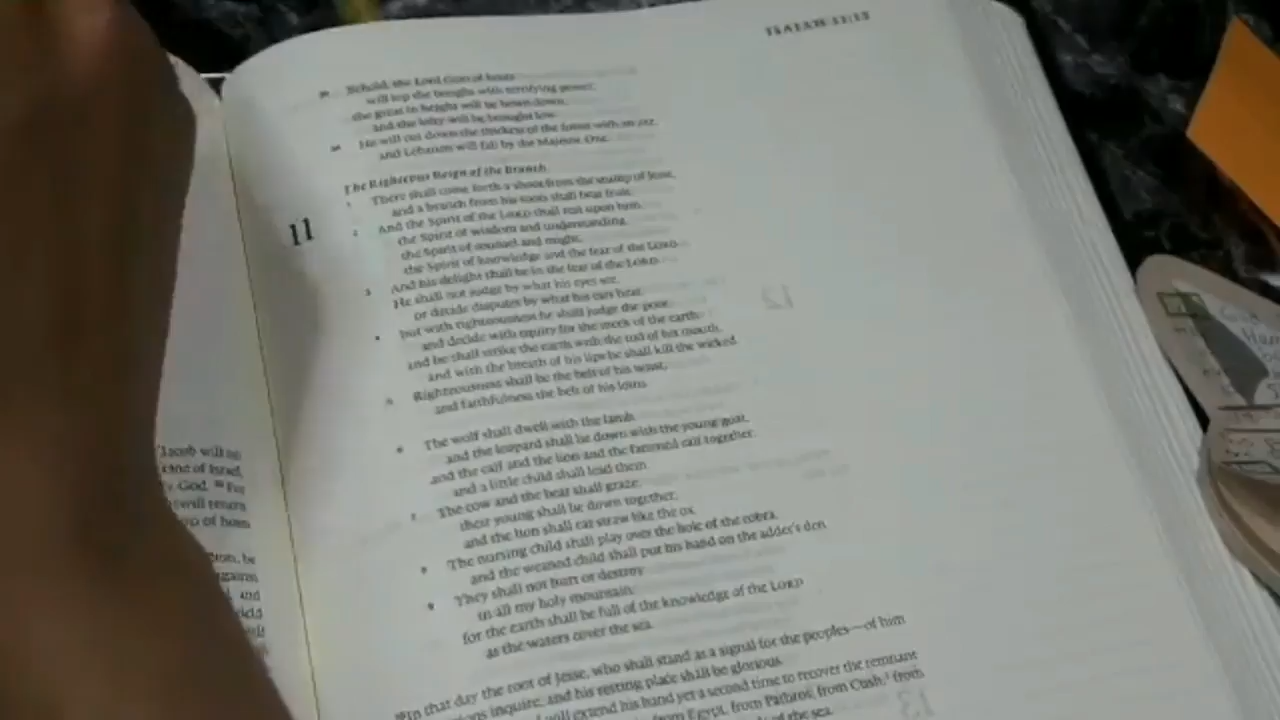 ISAIAH 11:13
Behold, the Lord GOD of hosts
will lop the boughs with terrifying power;
the great in height will be hewn down,
and the lofty will be brought low.
He will cut down the thickets of the forest with an axe,
and Lebanon will fall by the Majestic One.
The Righteous Reign of the Branch
11
1 There shall come forth a shoot from the stump of Jesse,
and a branch from his roots shall bear fruit.
2 And the Spirit of the LORD shall rest upon him,
the Spirit of wisdom and understanding,
the Spirit of counsel and might,
the Spirit of knowledge and the fear of the LORD.
3 And his delight shall be in the fear of the LORD.
He shall not judge by what his eyes see,
or decide disputes by what his ears hear,
but with righteousness he shall judge the poor,
and decide with equity for the meek of the earth;
and he shall strike the earth with the rod of his mouth,
and with the breath of his lips he shall kill the wicked.
Righteousness shall be the belt of his waist,
and faithfulness the belt of his loins.
The wolf shall dwell with the lamb,
and the leopard shall lie down with the young goat,
and the calf and the lion and the fattened calf together;
and a little child shall lead them.
7 The cow and the bear shall graze;
their young shall lie down together;
and the lion shall eat straw like the ox.
8 The nursing child shall play over the hole of the cobra,
and the weaned child shall put his hand on the adder's den.
9 They shall not hurt or destroy
in all my holy mountain;
for the earth shall be full of the knowledge of the LORD
as the waters cover the sea.
In that day the root of Jesse, who shall stand as a signal for the peoples—of him
inquire, and his resting place shall be glorious.
will extend his hand yet a second time to recover the remnant
from Egypt, from Pathros, from Cush, from
of the sea.
Jacob will no
of Israel,
God. For
will return
of hosts
be
and